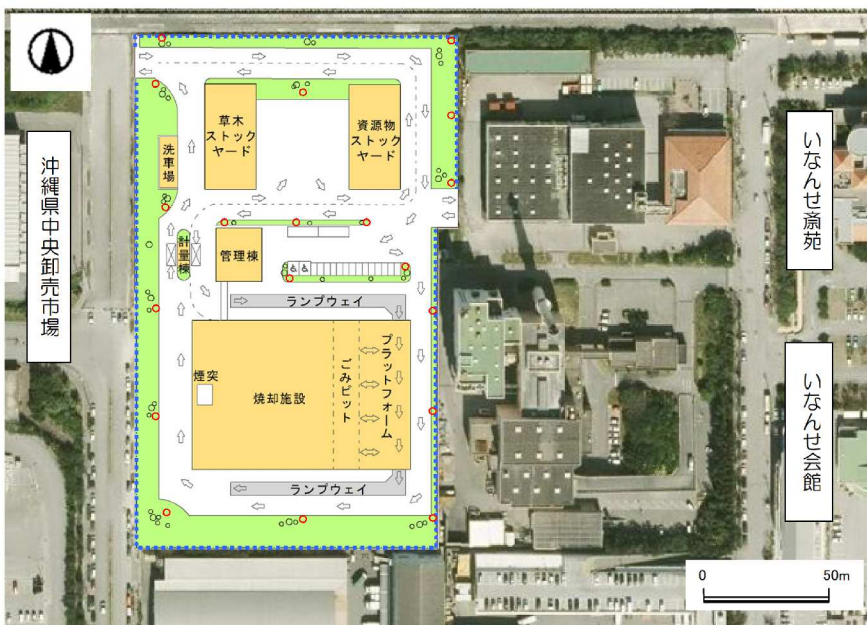 草木
ストック
ヤード
資源物
ストック
ヤード
洗車場
計量棟
管理棟
ランプウェイ
煙突
焼却施設
ごみピット
プラットフォーム
ランプウェイ
沖縄県中央卸売市場
いなんせ斎苑
いなんせ会館
0 50m